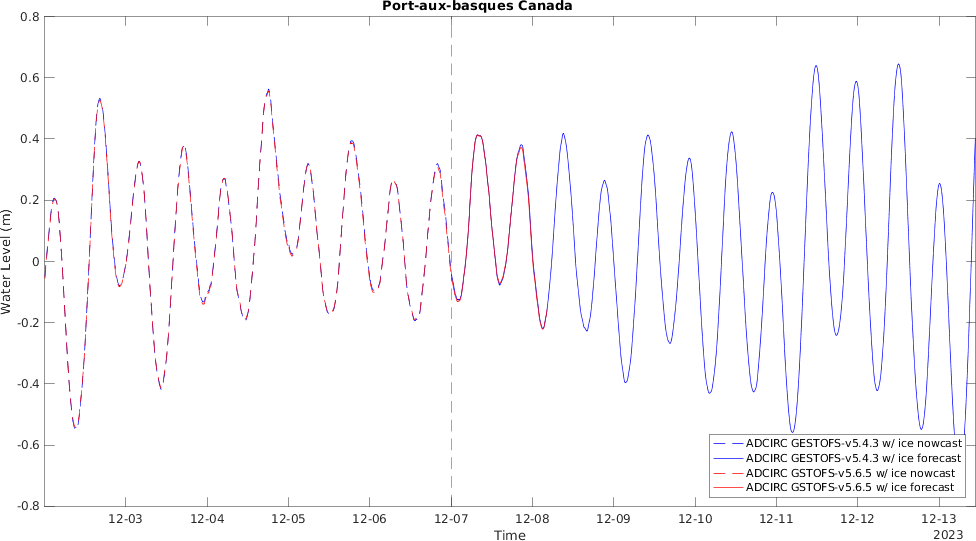 Port-aux-basques Canada
0.8
0.6
0.4
0.2
0
-0.2
-0.4
-0.6
-0.8
Water Level (m)
ADCIRC GESTOFS-v5.4.3 w/ ice nowcast
ADCIRC GESTOFS-v5.4.3 w/ ice forecast
ADCIRC GSTOFS-v5.6.5 w/ ice nowcast
ADCIRC GSTOFS-v5.6.5 w/ ice forecast
12-03 12-04 12-05 12-06 12-07 12-08 12-09 12-10 12-11 12-12 12-13
Time
2023